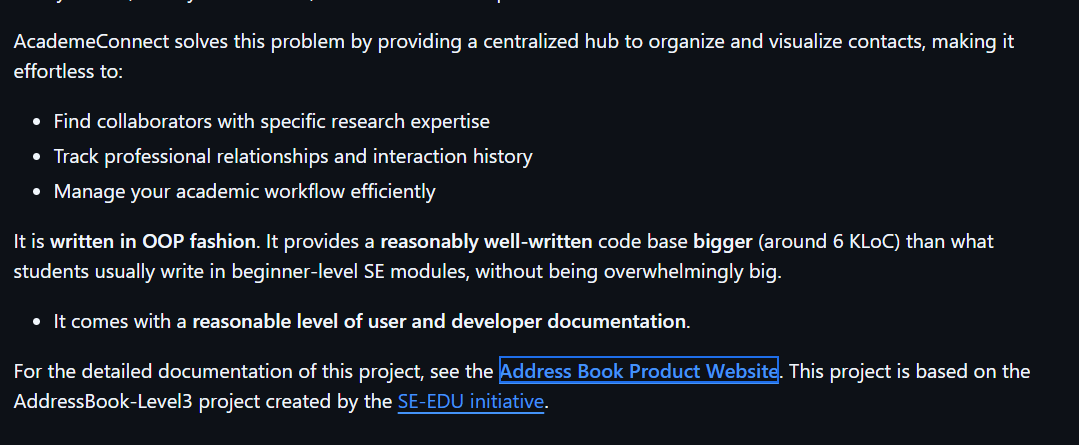 AcademeConnect solves this problem by providing a centralized hub to organize and visualize contacts, making it
effortless to:
• Find collaborators with specific research expertise
• Track professional relationships and interaction history
• Manage your academic workflow efficiently
It is written in OOP fashion. It provides a reasonably well-written code base bigger (around 6 KLoC) than what
students usually write in beginner-level SE modules, without being overwhelmingly big.
• It comes with a reasonable level of user and developer documentation.
For the detailed documentation of this project, see the Address Book Product Website. This project is based on the
AddressBook-Level3 project created by the SE-EDU initiative.